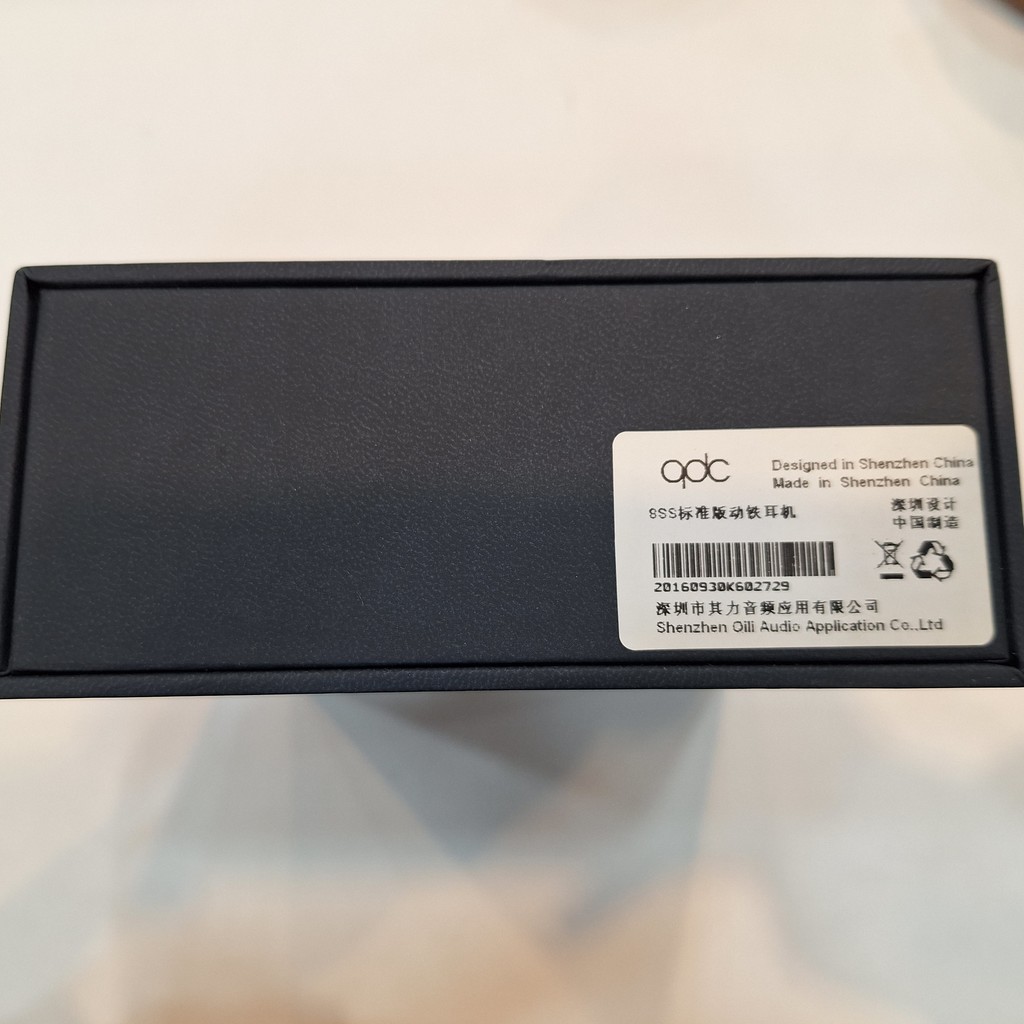 qdc
Designed in Shenzhen China
Made in Shenzhen China
8SS标准版动铁耳机
深圳设计
中国制造
20160930K602729
深圳市其力音频应用有限公司
Shenzhen Qili Audio Application Co.,Ltd